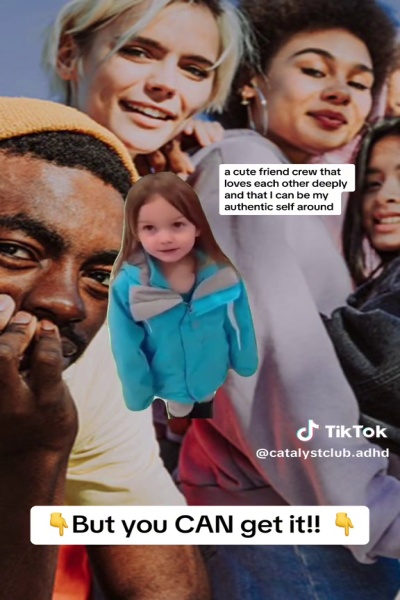 a cute friend crew that
loves each other deeply
and that I can be my
authentic self around
TikTok
@catalystclub.adhd
👇But you CAN get it!! 👇